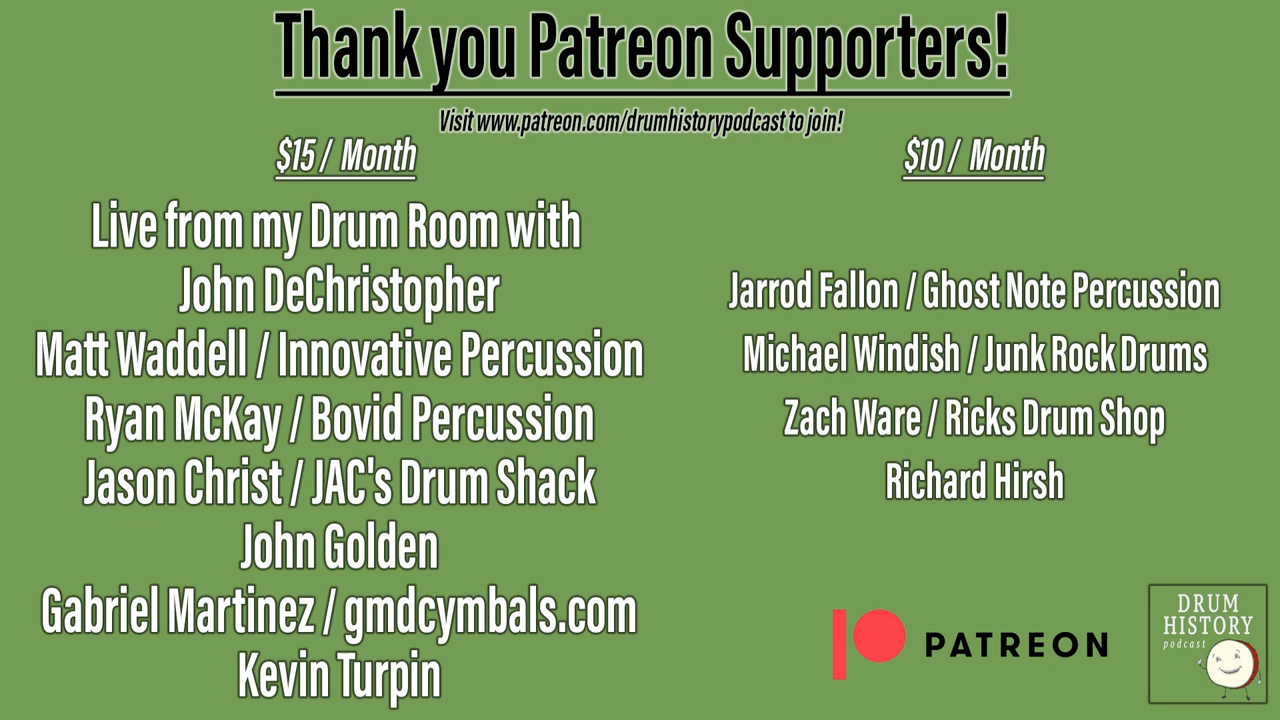 Thank you Patreon Supporters!
Visit www.patreon.com/drumhistorypodcast to join!
$15 / Month
Live from my Drum Room with
John DeChristopher
Matt Waddell / Innovative Percussion
Ryan McKay / Bovid Percussion
Jason Christ / JAC's Drum Shack
John Golden
Gabriel Martinez / gmdcymbals.com
Kevin Turpin
$10 / Month
Jarrod Fallon / Ghost Note Percussion
Michael Windish / Junk Rock Drums
Zach Ware / Ricks Drum Shop
Richard Hirsh
PATREON
DRUM
HISTORY
podcast